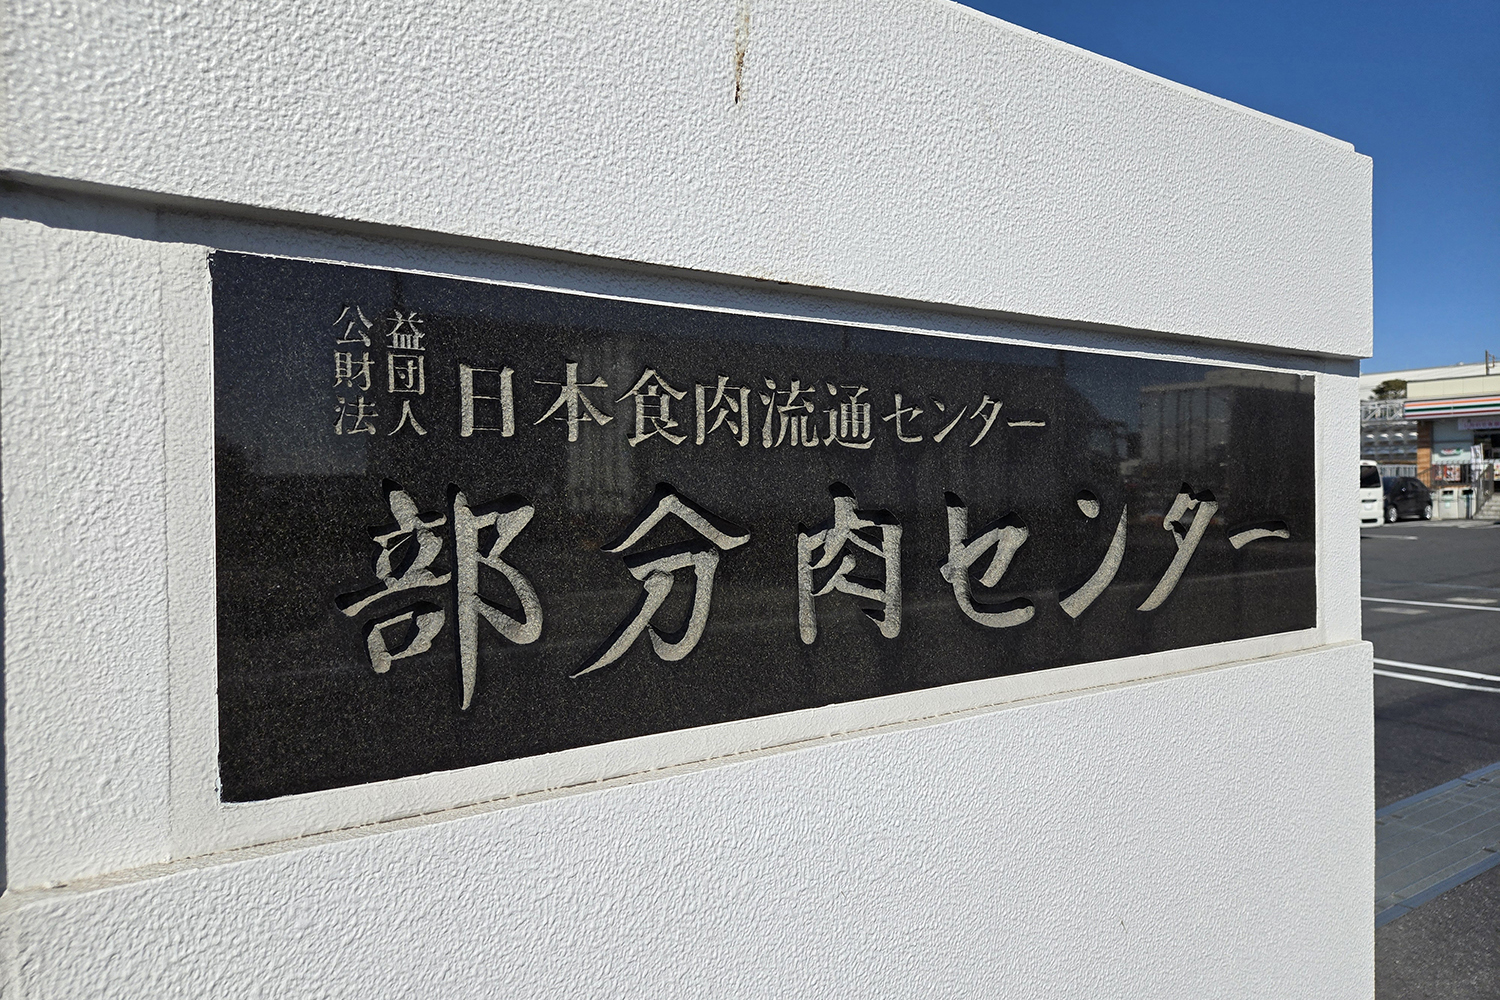 公益財団法人 日本食肉流通センター
部分肉センター